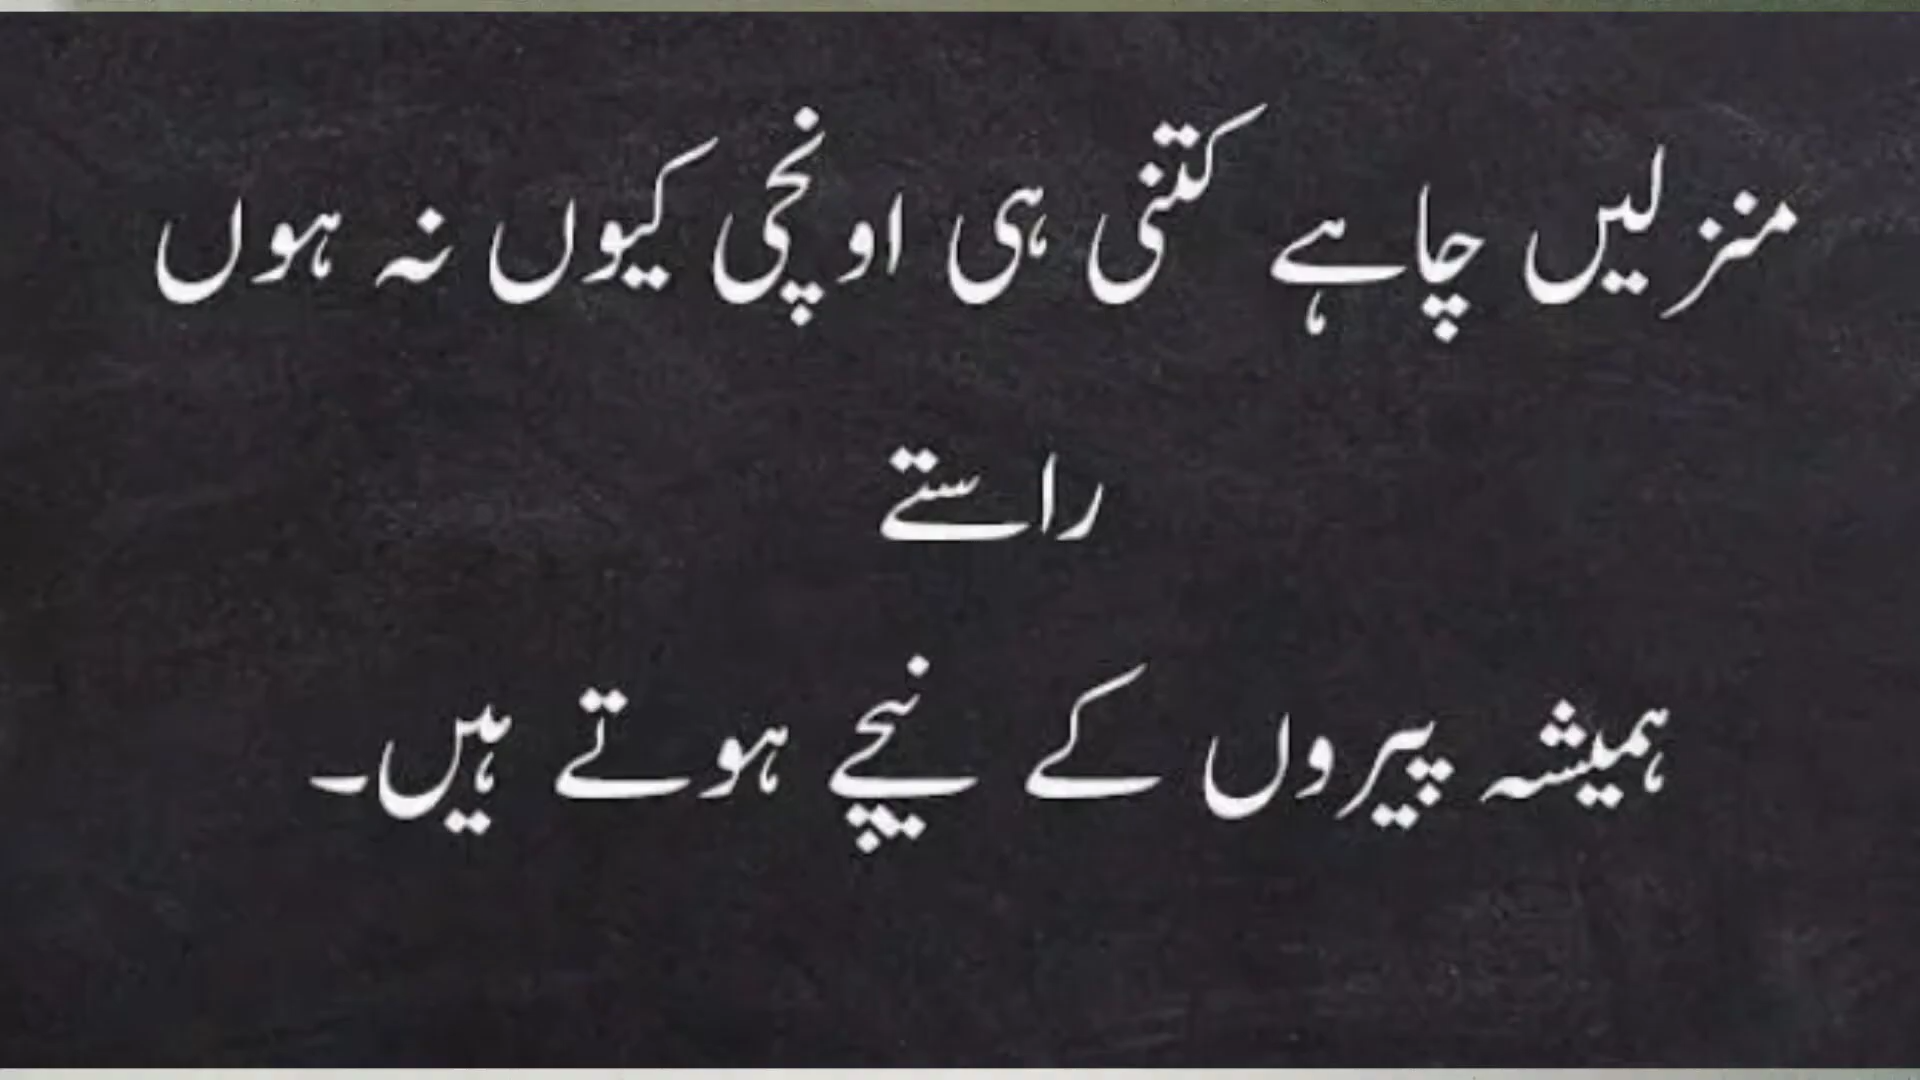 منزلیں چاہے کتنی ہی اونچی کیوں نہ ہوں
راستے
ہمیشہ پیروں کے نیچے ہوتے ہیں۔